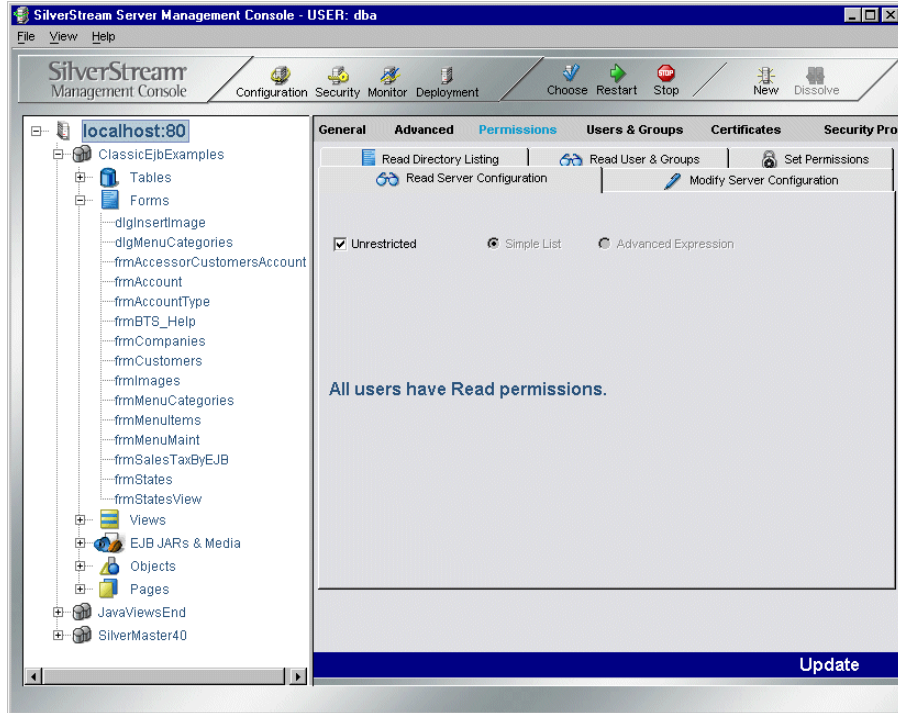 SilverStream Server Management Console - USER: dba
File View Help
SilverStream
Management Console
Configuration Security Monitor Deployment Choose Restart Stop New Dissolve
STOP
localhost:80
ClassicEjbExamples
Tables
Forms
dlgInsertImage
dlgMenuCategories
frmAccessorCustomersAccount
frmAccount
frmAccountType
frmBTS_Help
frmCompanies
frmCustomers
frmImages
frmMenuCategories
frmMenuItems
frmMenuMaint
frmSalesTaxByEJB
frmStates
frmStatesView
Views
EJB JARs & Media
Objects
Pages
JavaViewsEnd
SilverMaster40
General Advanced Permissions Users & Groups Certificates Security Pro
Read Directory Listing Read User & Groups Set Permissions
Read Server Configuration Modify Server Configuration
Unrestricted Simple List Advanced Expression
All users have Read permissions.
Update